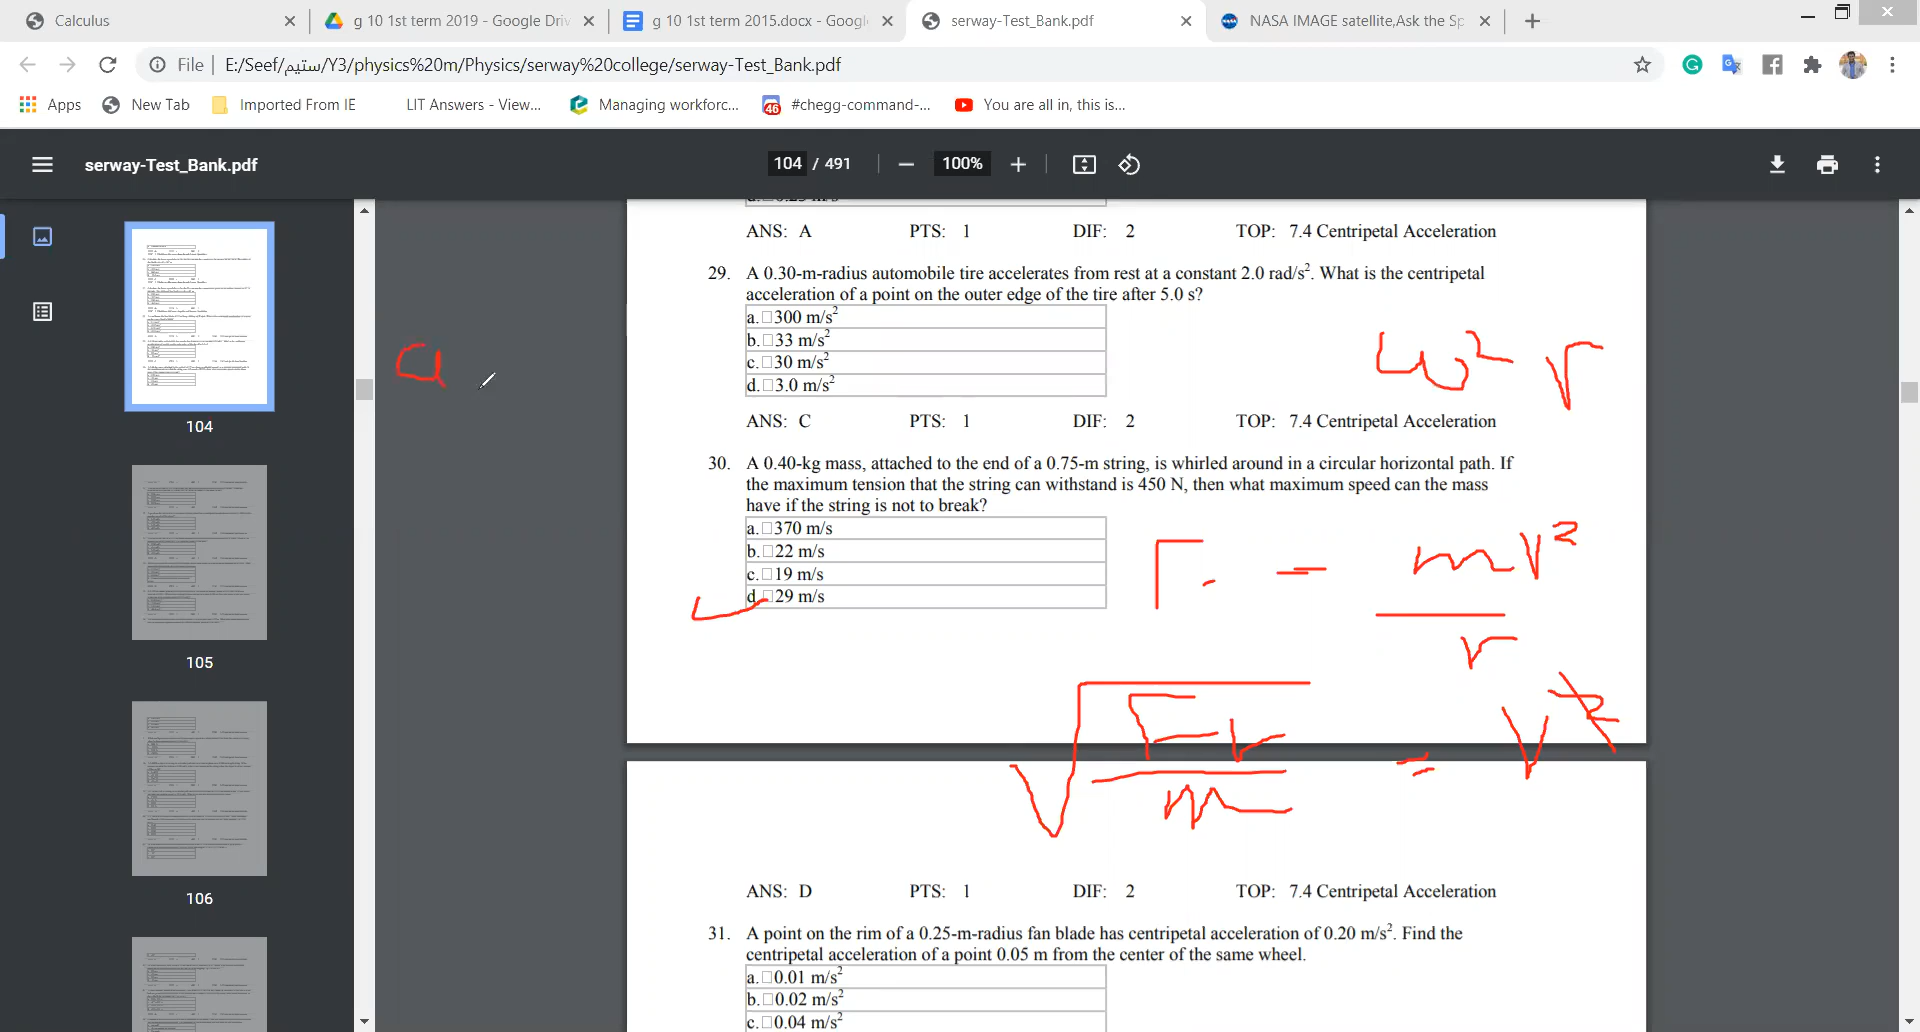 Calculus
g 10 1st term 2019 - Google Driv
g 10 1st term 2015.docx - Googl
serway-Test_Bank.pdf
NASA IMAGE satellite,Ask the Sp
File | E:/Seef/ستيم/Y3/physics%20m/Physics/serway%20college/serway-Test_Bank.pdf
Apps New Tab Imported From IE LIT Answers - View... Managing workforc... 46 #chegg-command-... You are all in, this is...
serway-Test_Bank.pdf 104 / 491 100%
104
105
106
ANS: A PTS: 1 DIF: 2 TOP: 7.4 Centripetal Acceleration
29. A 0.30-m-radius automobile tire accelerates from rest at a constant 2.0 rad/s². What is the centripetal
acceleration of a point on the outer edge of the tire after 5.0 s?
a. □300 m/s²
b. □33 m/s²
c. □30 m/s²
d. □3.0 m/s²
a
ω² r
ANS: C PTS: 1 DIF: 2 TOP: 7.4 Centripetal Acceleration
30. A 0.40-kg mass, attached to the end of a 0.75-m string, is whirled around in a circular horizontal path. If
the maximum tension that the string can withstand is 450 N, then what maximum speed can the mass
have if the string is not to break?
a. □370 m/s
b. □22 m/s
c. □19 m/s
d. □29 m/s
= mv²
r
√ F r = v²
m
ANS: D PTS: 1 DIF: 2 TOP: 7.4 Centripetal Acceleration
31. A point on the rim of a 0.25-m-radius fan blade has centripetal acceleration of 0.20 m/s². Find the
centripetal acceleration of a point 0.05 m from the center of the same wheel.
a. □0.01 m/s²
b. □0.02 m/s²
c. □0.04 m/s²